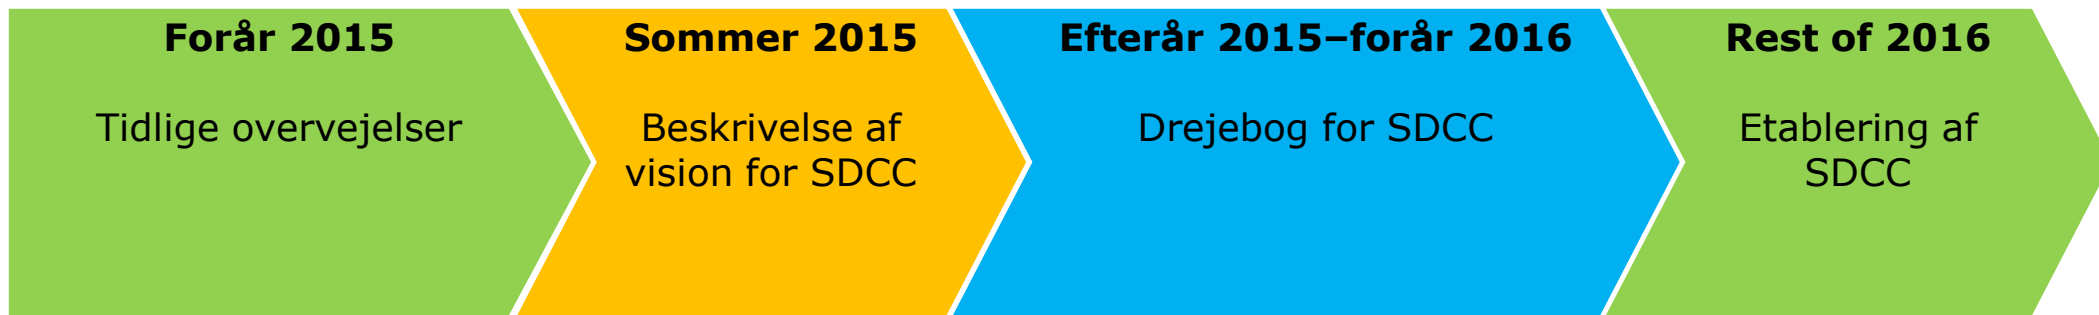 Forår 2015
Tidlige overvejelser
Sommer 2015
Beskrivelse af
vision for SDCC
Efterår 2015–forår 2016
Drejebog for SDCC
Rest of 2016
Etablering af
SDCC